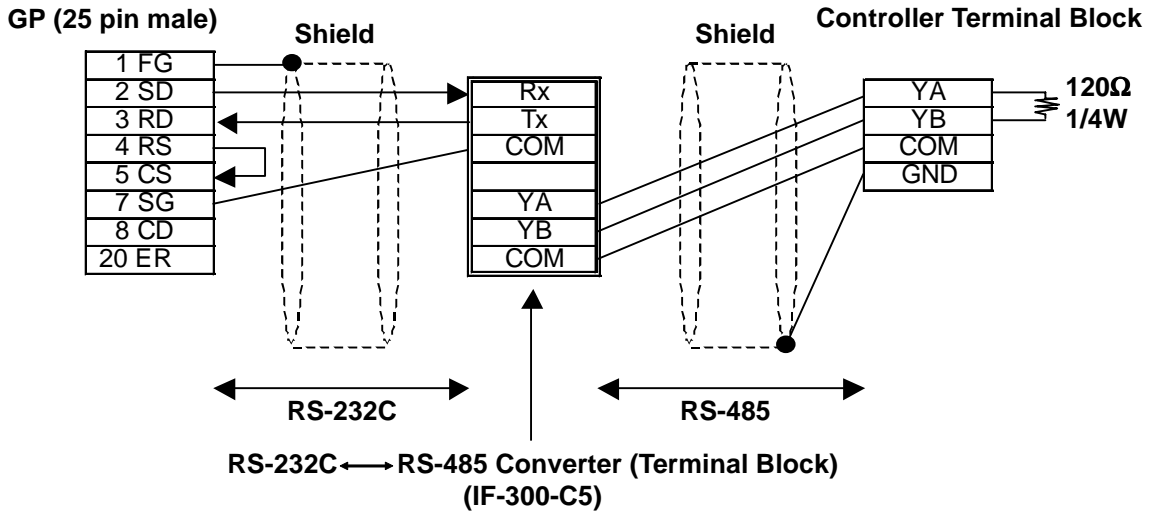 GP (25 pin male)
Shield
Shield
Controller Terminal Block
1 FG
2 SD
3 RD
4 RS
5 CS
7 SG
8 CD
20 ER
Rx
Tx
COM
YA
YB
COM
YA
YB
COM
GND
120Ω
1/4W
RS-232C
RS-485
RS-232C ↔ RS-485 Converter (Terminal Block)
(IF-300-C5)